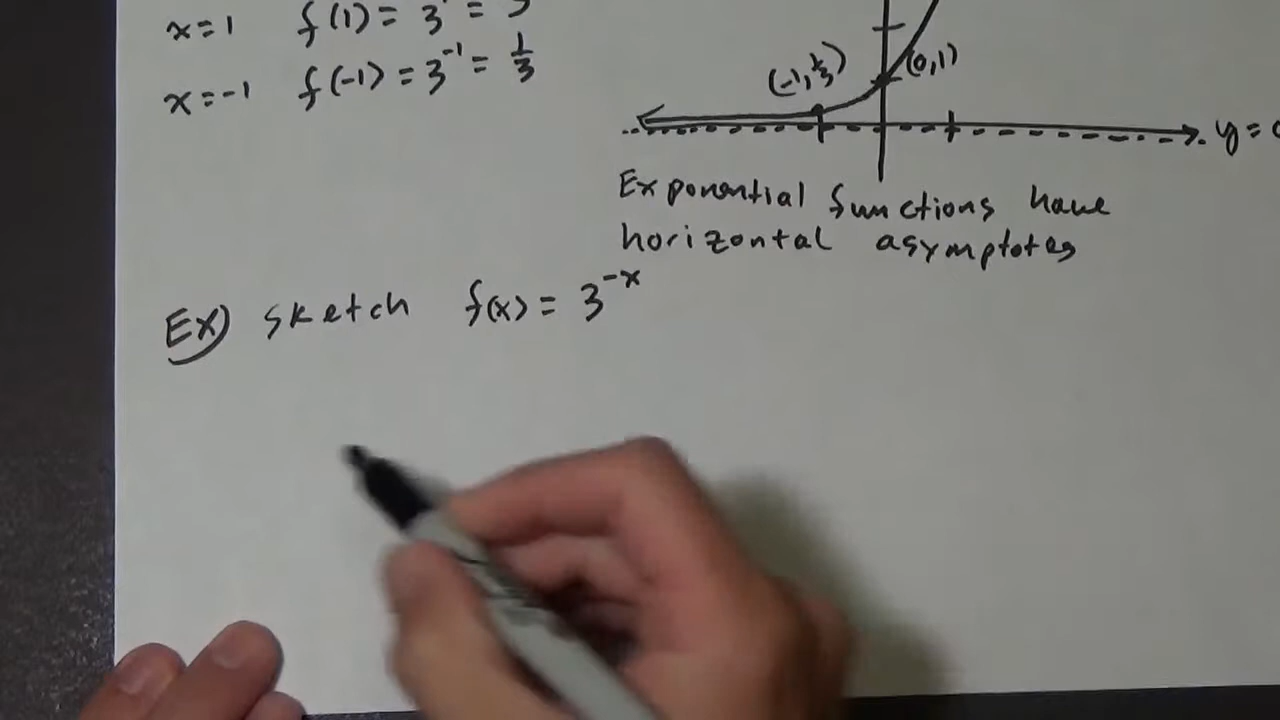 x=1 f(1) = 3¹ = 3
x=-1 f(-1) = 3⁻¹ = 1/3
(-1, 1/3) (0,1)
y =
Exponential functions have
horizontal asymptotes
Ex) sketch f(x) = 3⁻ˣ